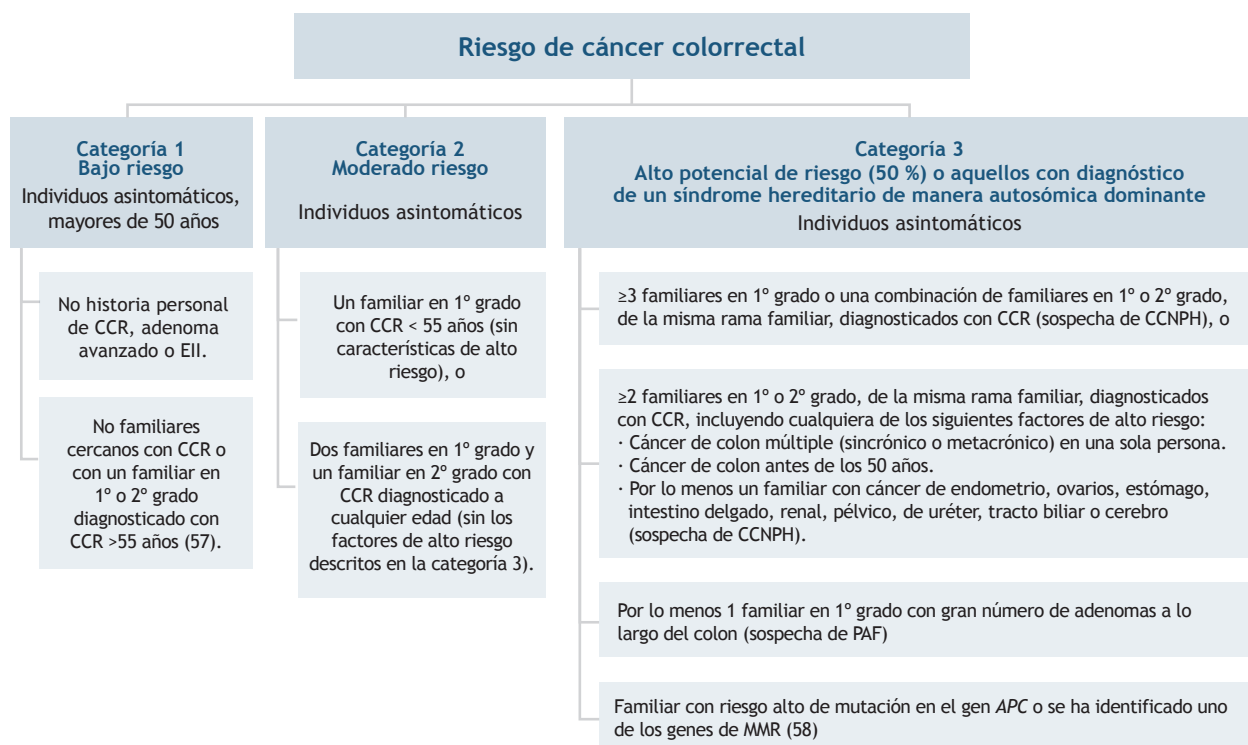 Riesgo de cáncer colorrectal
Categoría 1
Bajo riesgo
Individuos asintomáticos,
mayores de 50 años
No historia personal
de CCR, adenoma
avanzado o EII.
No familiares
cercanos con CCR o
con un familiar en
1º o 2º grado
diagnosticado con
CCR >55 años (57).
Categoría 2
Moderado riesgo
Individuos asintomáticos
Un familiar en 1º grado
con CCR < 55 años (sin
características de alto
riesgo), o
Dos familiares en 1º grado y
un familiar en 2º grado con
CCR diagnosticado a
cualquier edad (sin los
factores de alto riesgo
descritos en la categoría 3).
Categoría 3
Alto potencial de riesgo (50 %) o aquellos con diagnóstico
de un síndrome hereditario de manera autosómica dominante
Individuos asintomáticos
≥3 familiares en 1º grado o una combinación de familiares en 1º o 2º grado,
de la misma rama familiar, diagnosticados con CCR (sospecha de CCNPH), o
≥2 familiares en 1º o 2º grado, de la misma rama familiar, diagnosticados
con CCR, incluyendo cualquiera de los siguientes factores de alto riesgo:
· Cáncer de colon múltiple (sincrónico o metacrónico) en una sola persona.
· Cáncer de colon antes de los 50 años.
· Por lo menos un familiar con cáncer de endometrio, ovarios, estómago,
intestino delgado, renal, pélvico, de uréter, tracto biliar o cerebro
(sospecha de CCNPH).
Por lo menos 1 familiar en 1º grado con gran número de adenomas a lo
largo del colon (sospecha de PAF)
Familiar con riesgo alto de mutación en el gen APC o se ha identificado uno
de los genes de MMR (58)